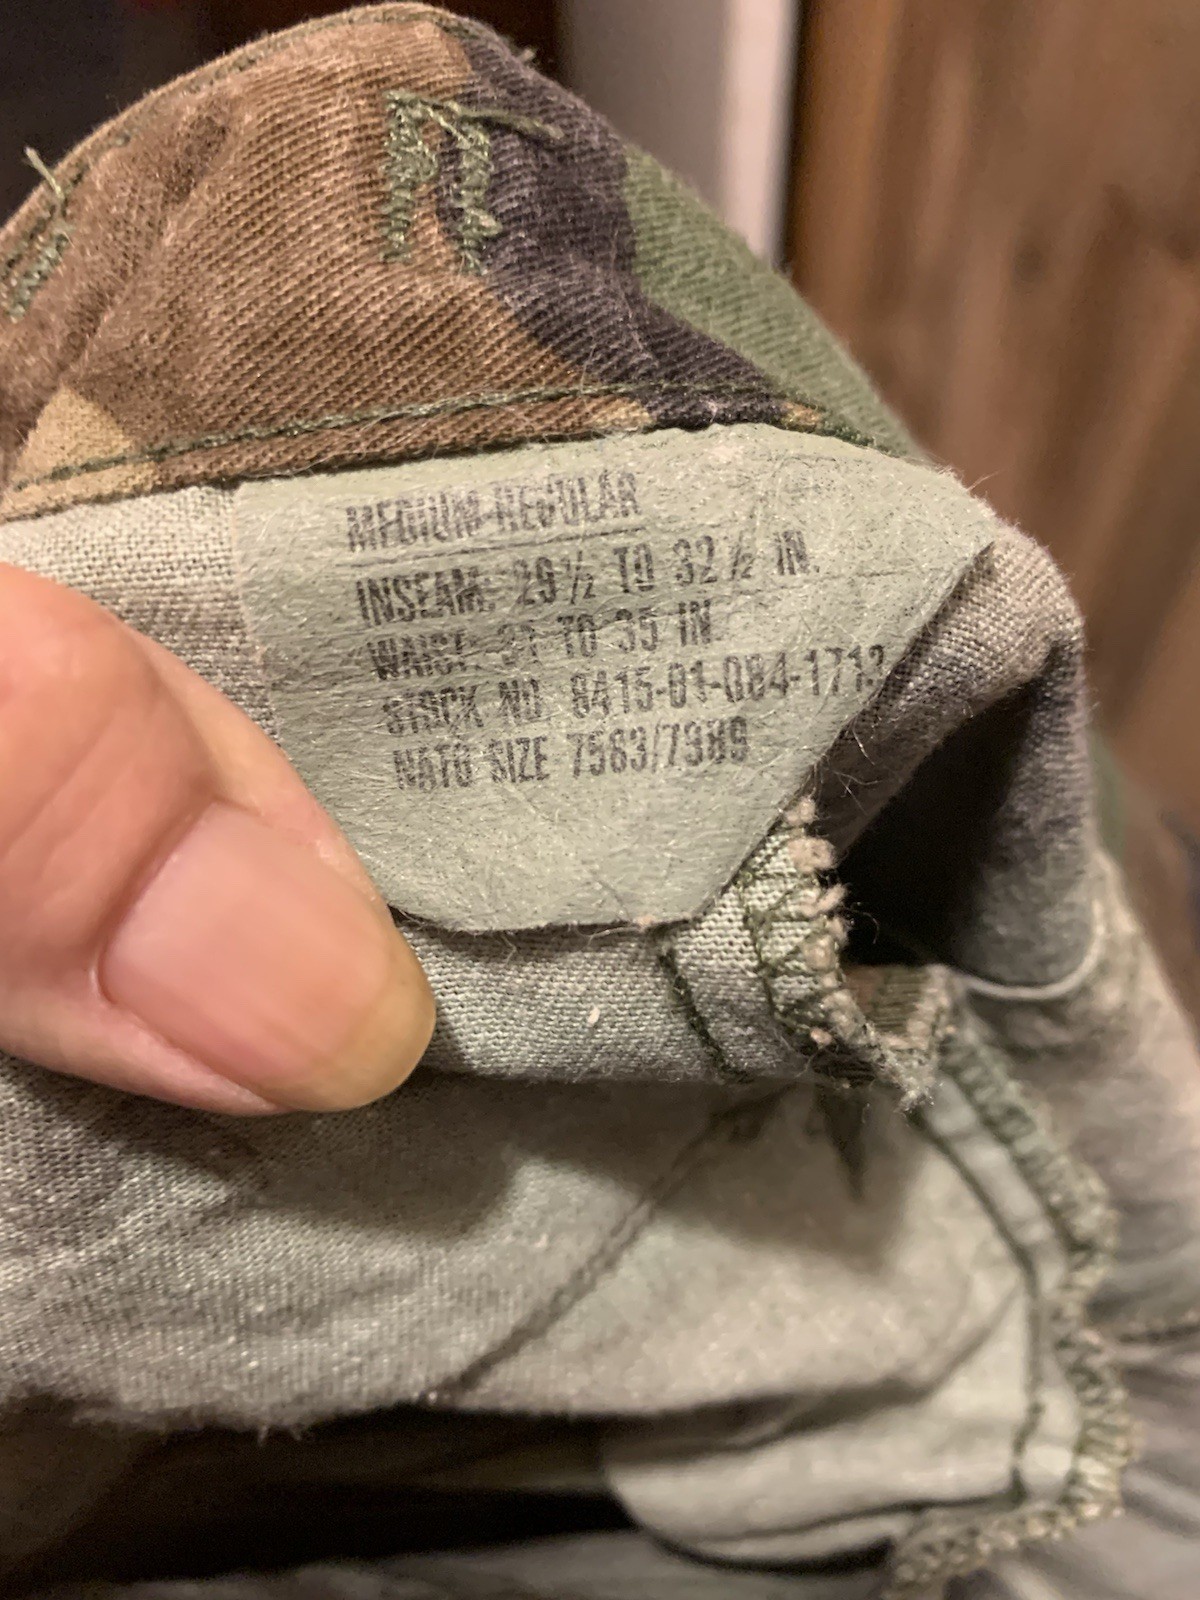 MEDIUM-REGULAR
INSEAM: 29½ TO 32½ IN.
WAIST: 31 TO 35 IN.
STOCK NO. 8415-01-084-1713
NATO SIZE 7583/7989